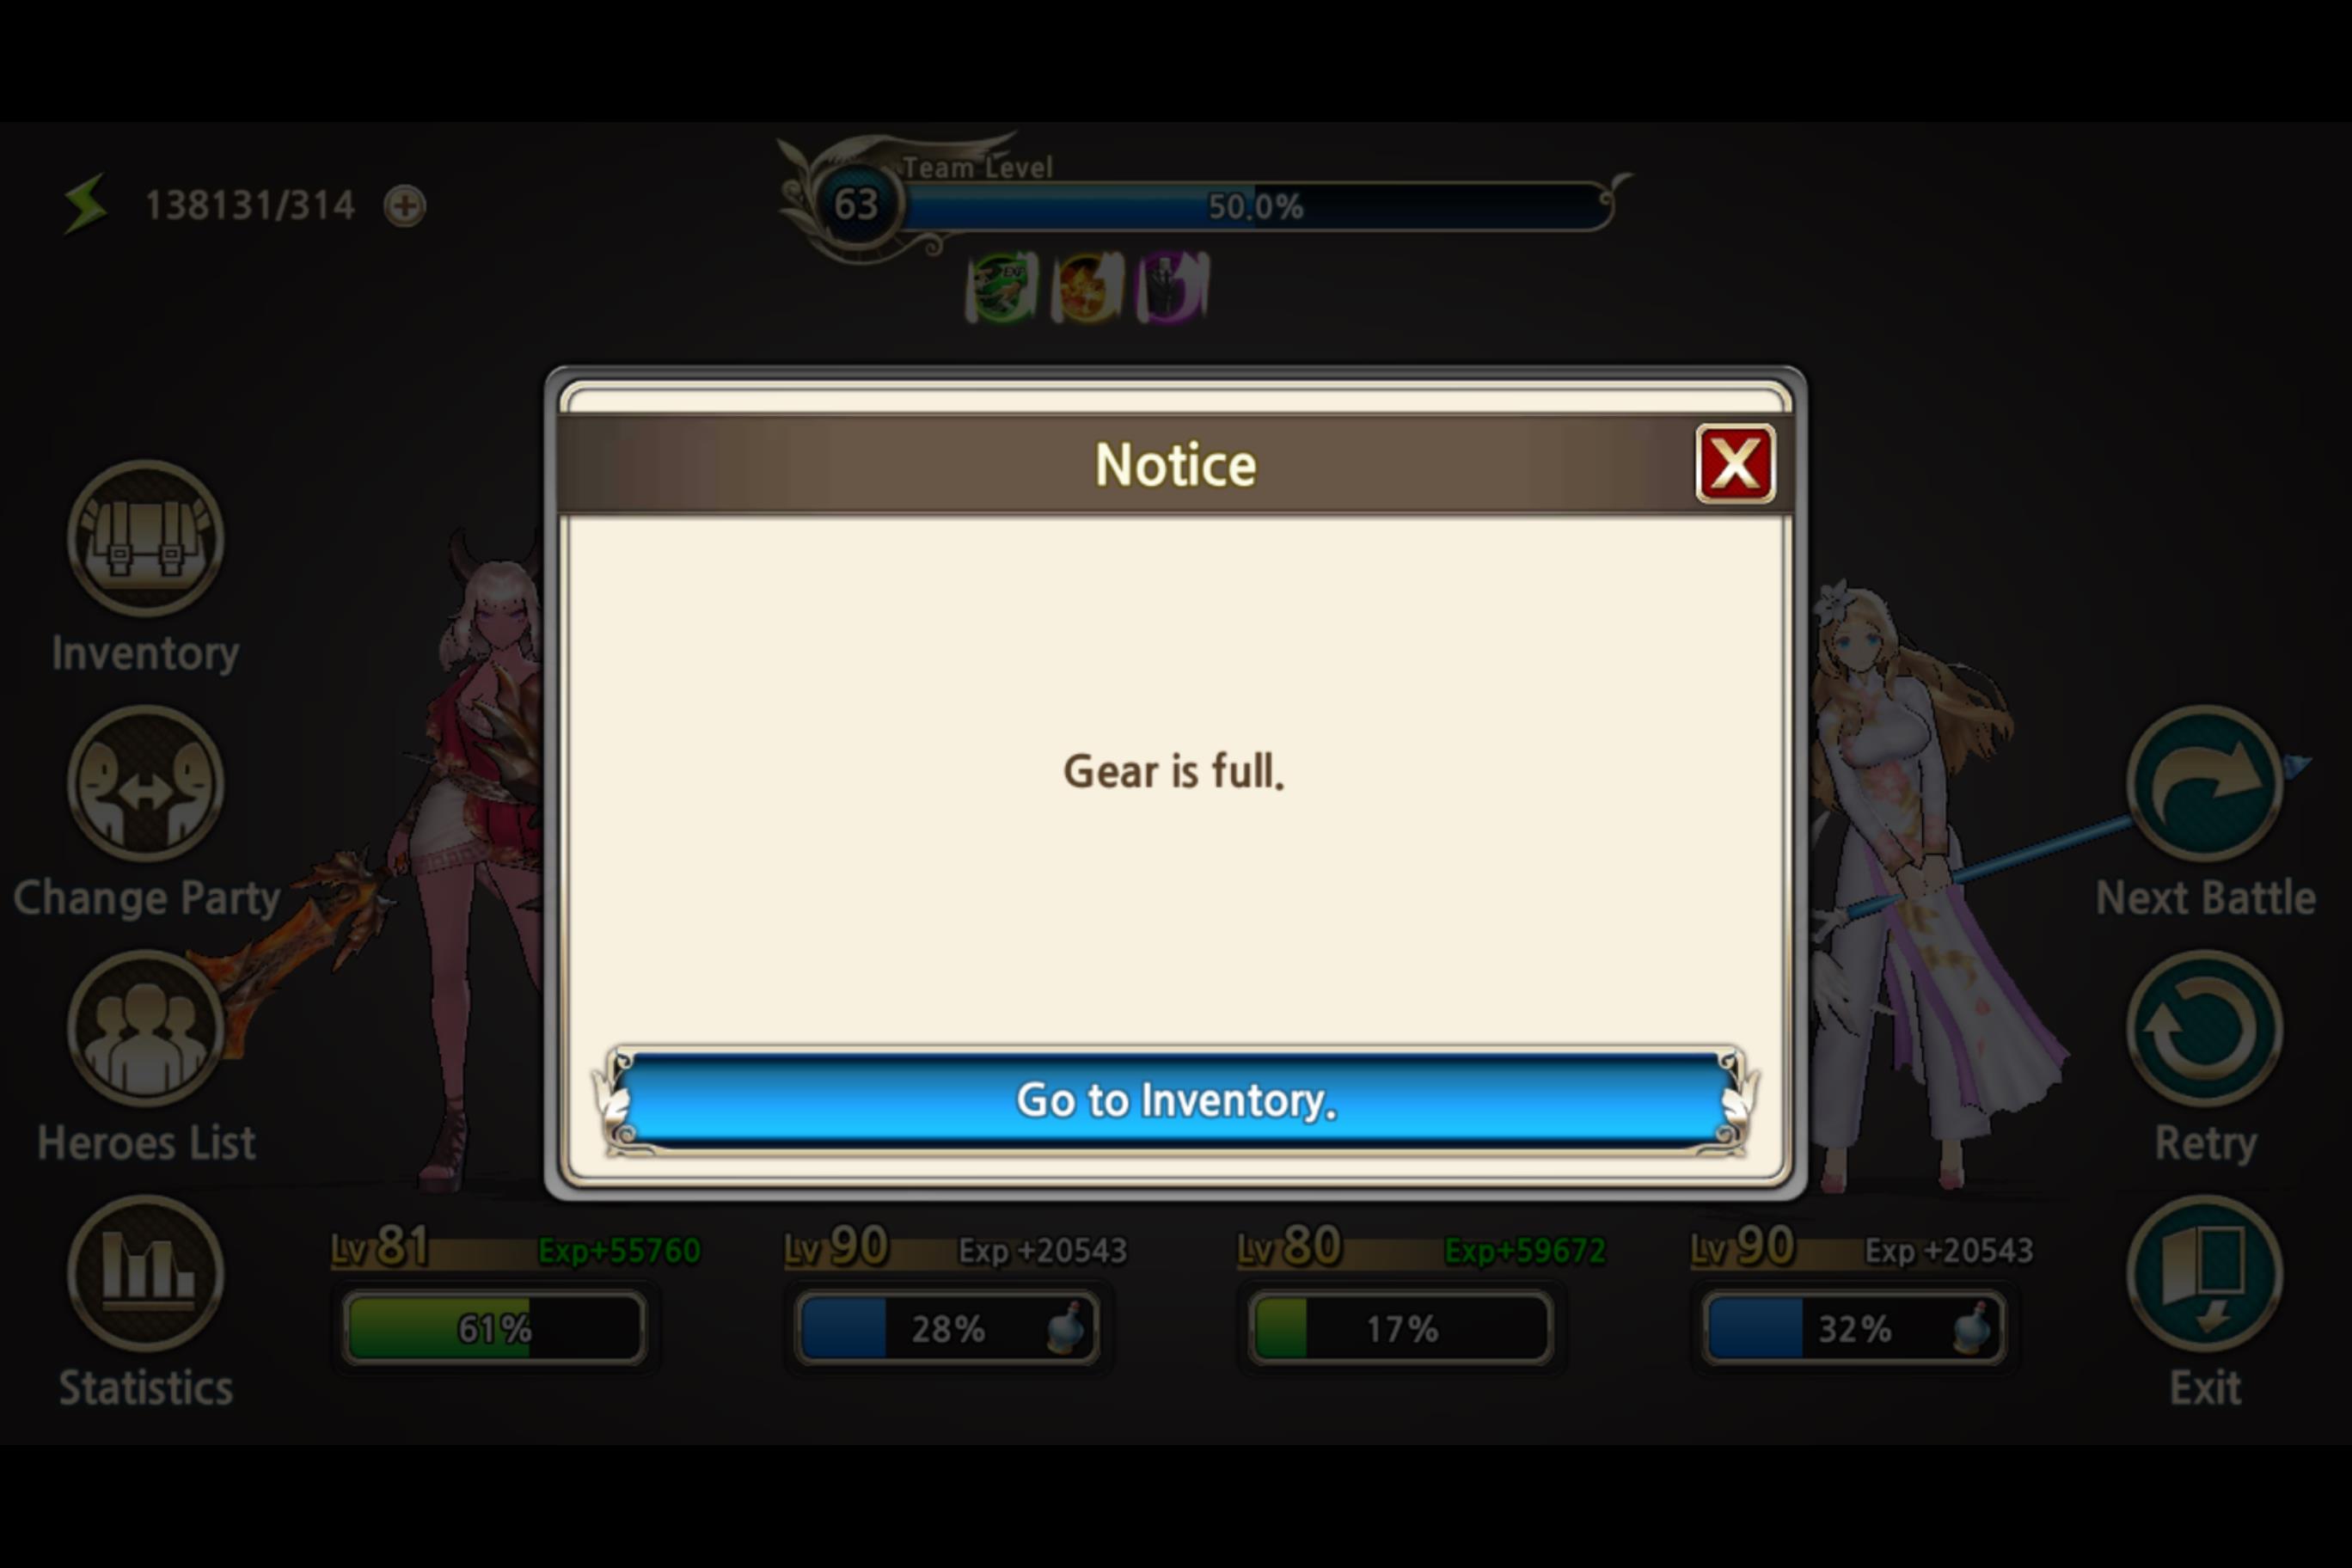 138131/314
Team Level
63
50.0%
EXP
Notice
X
Gear is full.
Go to Inventory.
Inventory
Change Party
Heroes List
Statistics
Next Battle
Retry
Exit
Lv 81 Exp+55760
61%
Lv 90 Exp +20543
28%
Lv 80 Exp+59672
17%
Lv 90 Exp +20543
32%